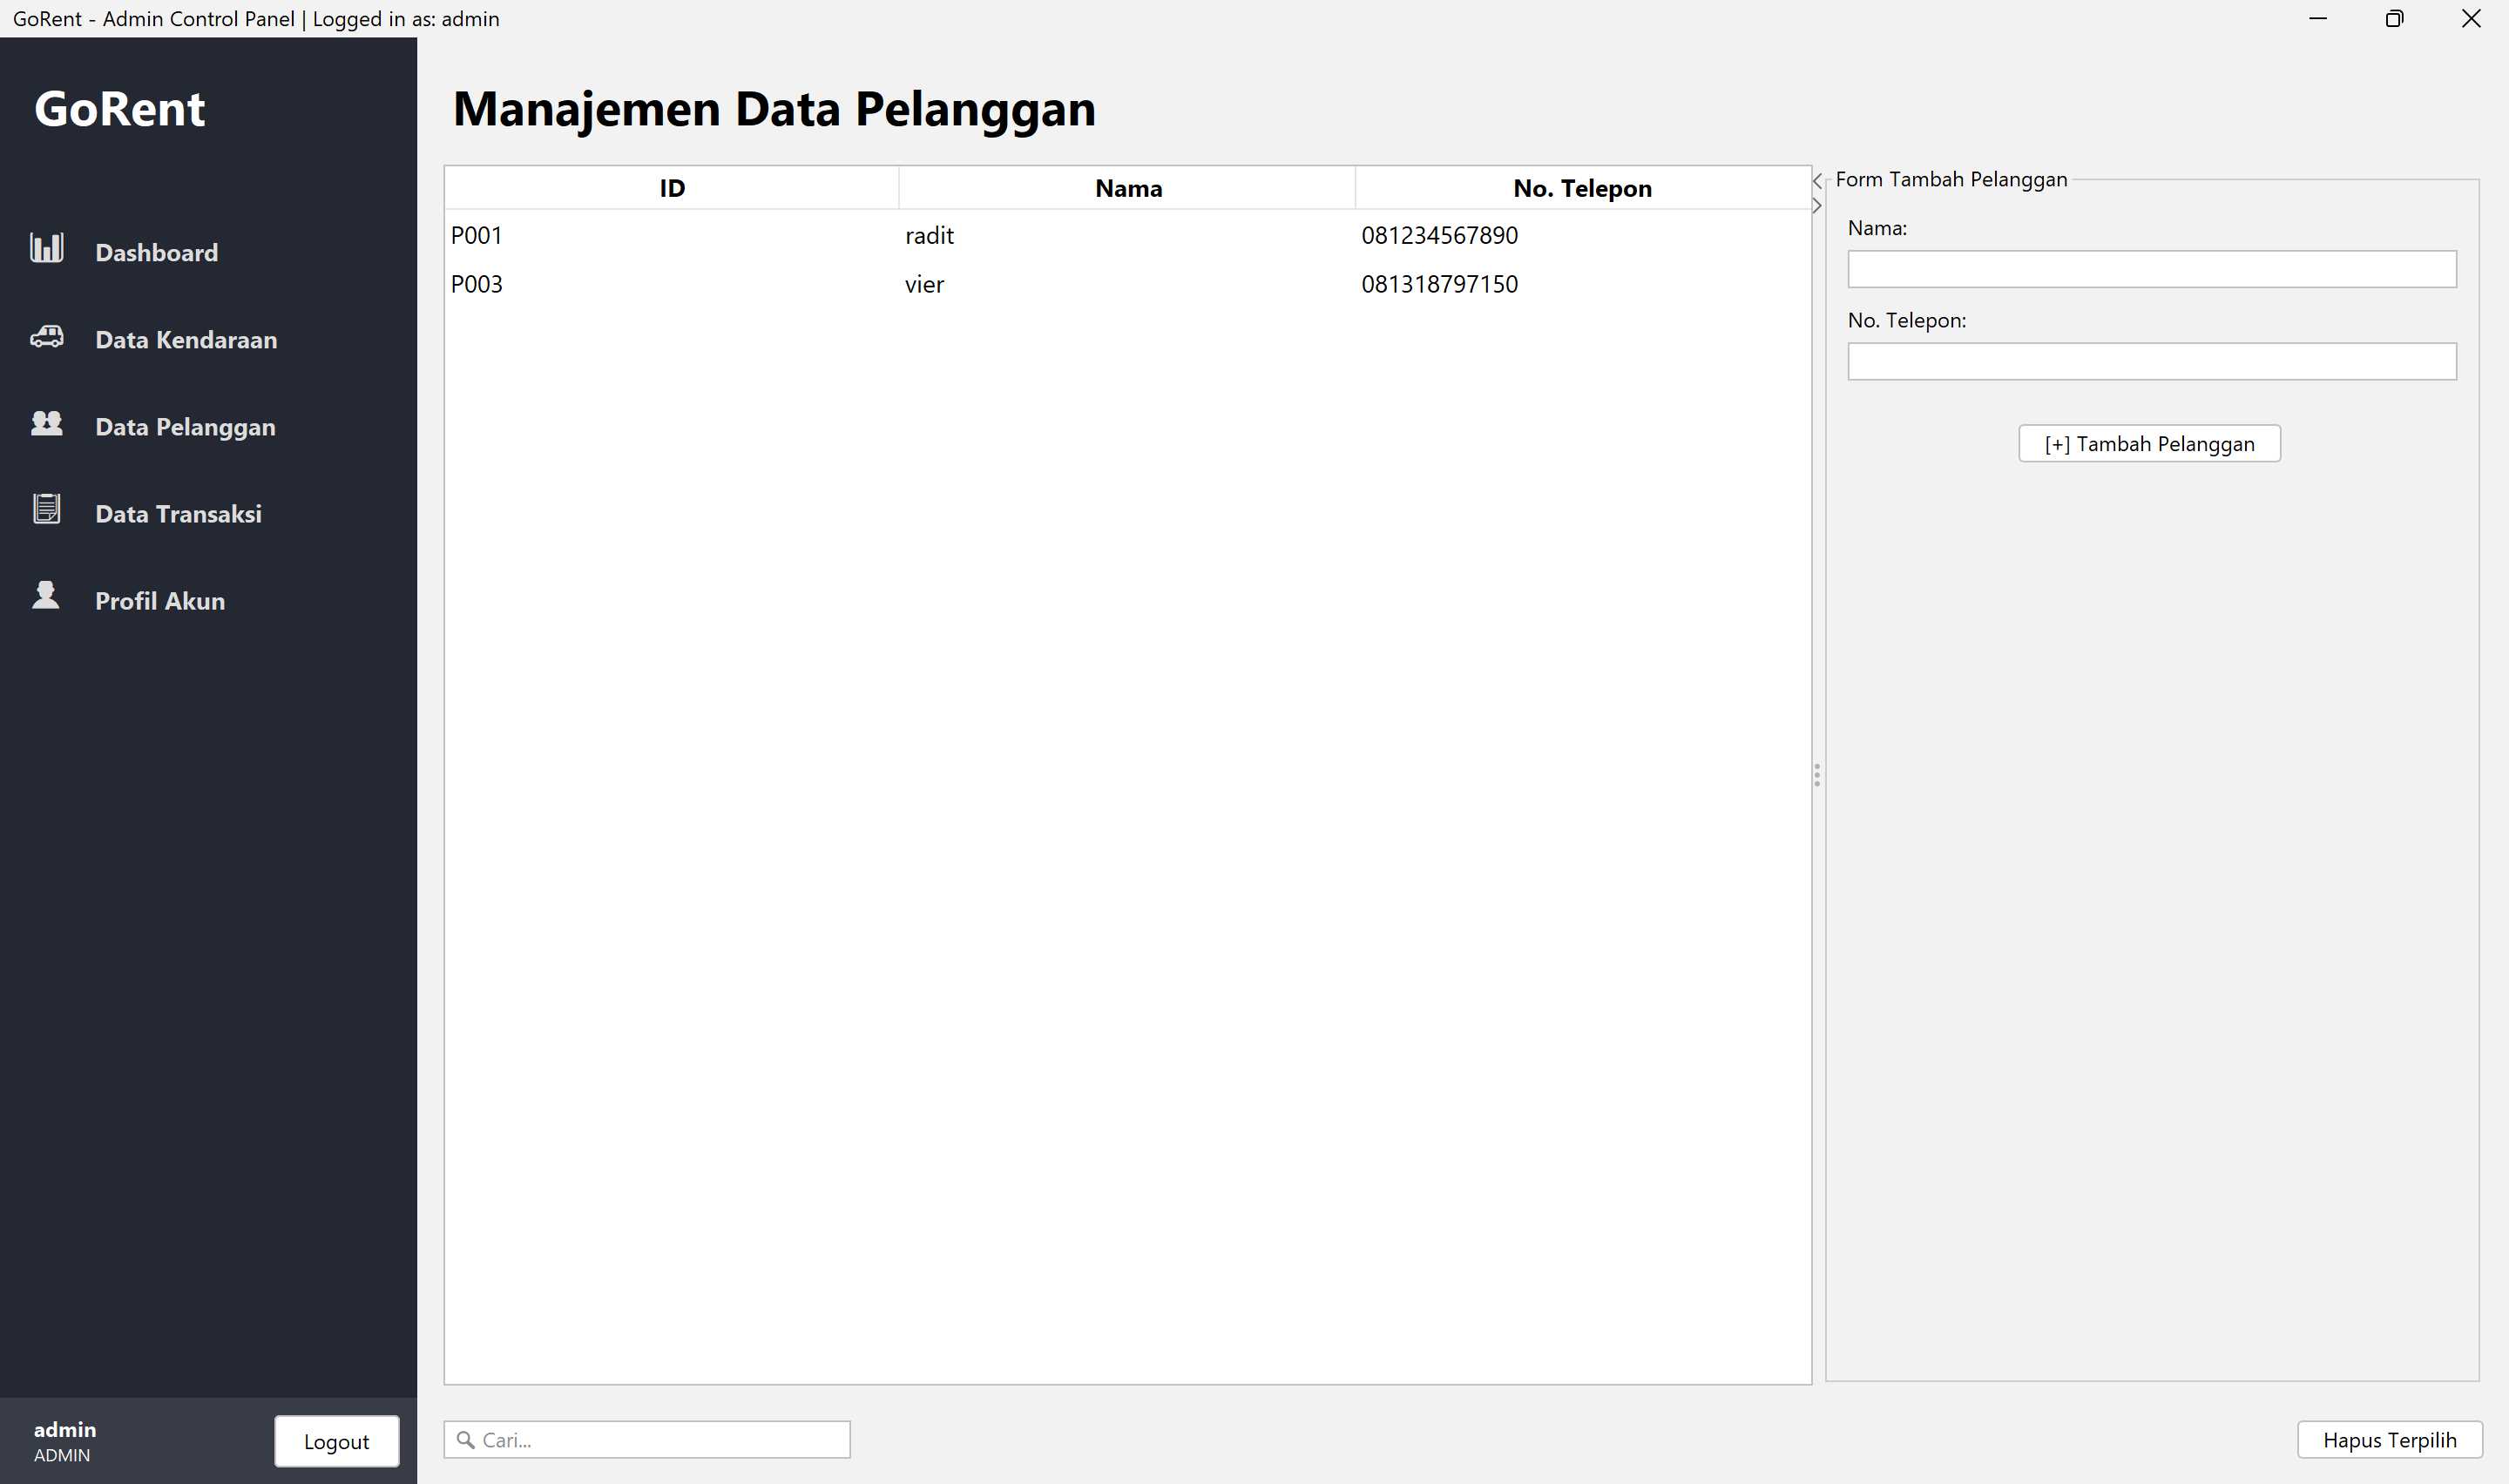 GoRent - Admin Control Panel | Logged in as: admin
GoRent
Dashboard
Data Kendaraan
Data Pelanggan
Data Transaksi
Profil Akun
admin
ADMIN
Logout
Manajemen Data Pelanggan
ID Nama No. Telepon
P001 radit 081234567890
P003 vier 081318797150
Form Tambah Pelanggan
Nama:
No. Telepon:
[+] Tambah Pelanggan
Cari...
Hapus Terpilih